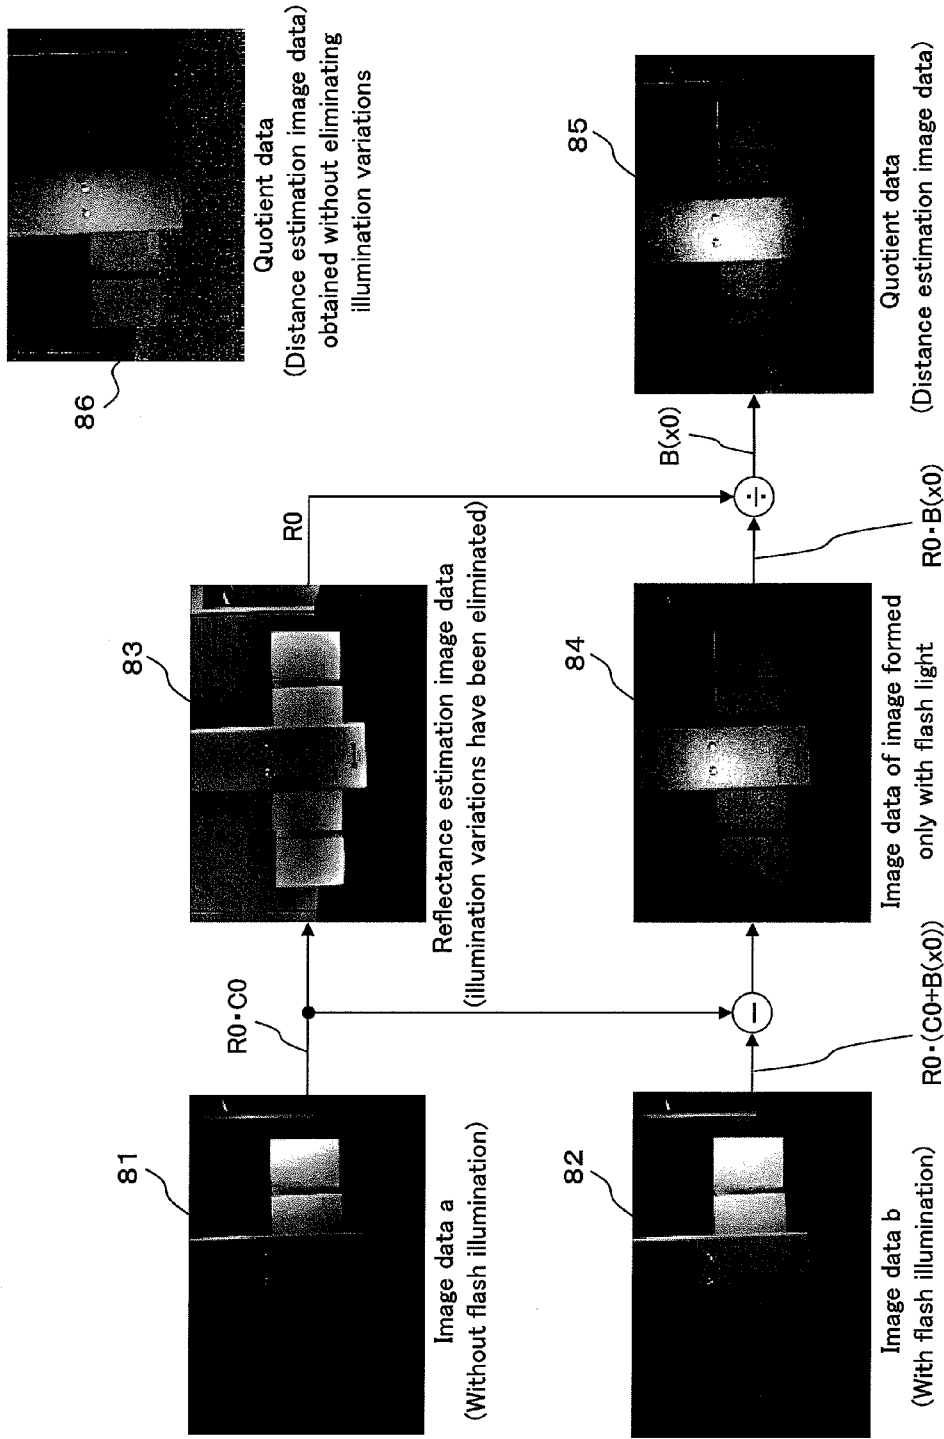 81
Image data a
(Without flash illumination)
R0・C0
83
Reflectance estimation image data
(illumination variations have been eliminated)
R0
86
Quotient data
(Distance estimation image data)
obtained without eliminating
illumination variations
82
Image data b
(With flash illumination)
R0・(C0+B(x0))
−
84
Image data of image formed
only with flash light
R0・B(x0)
÷
B(x0)
85
Quotient data
(Distance estimation image data)